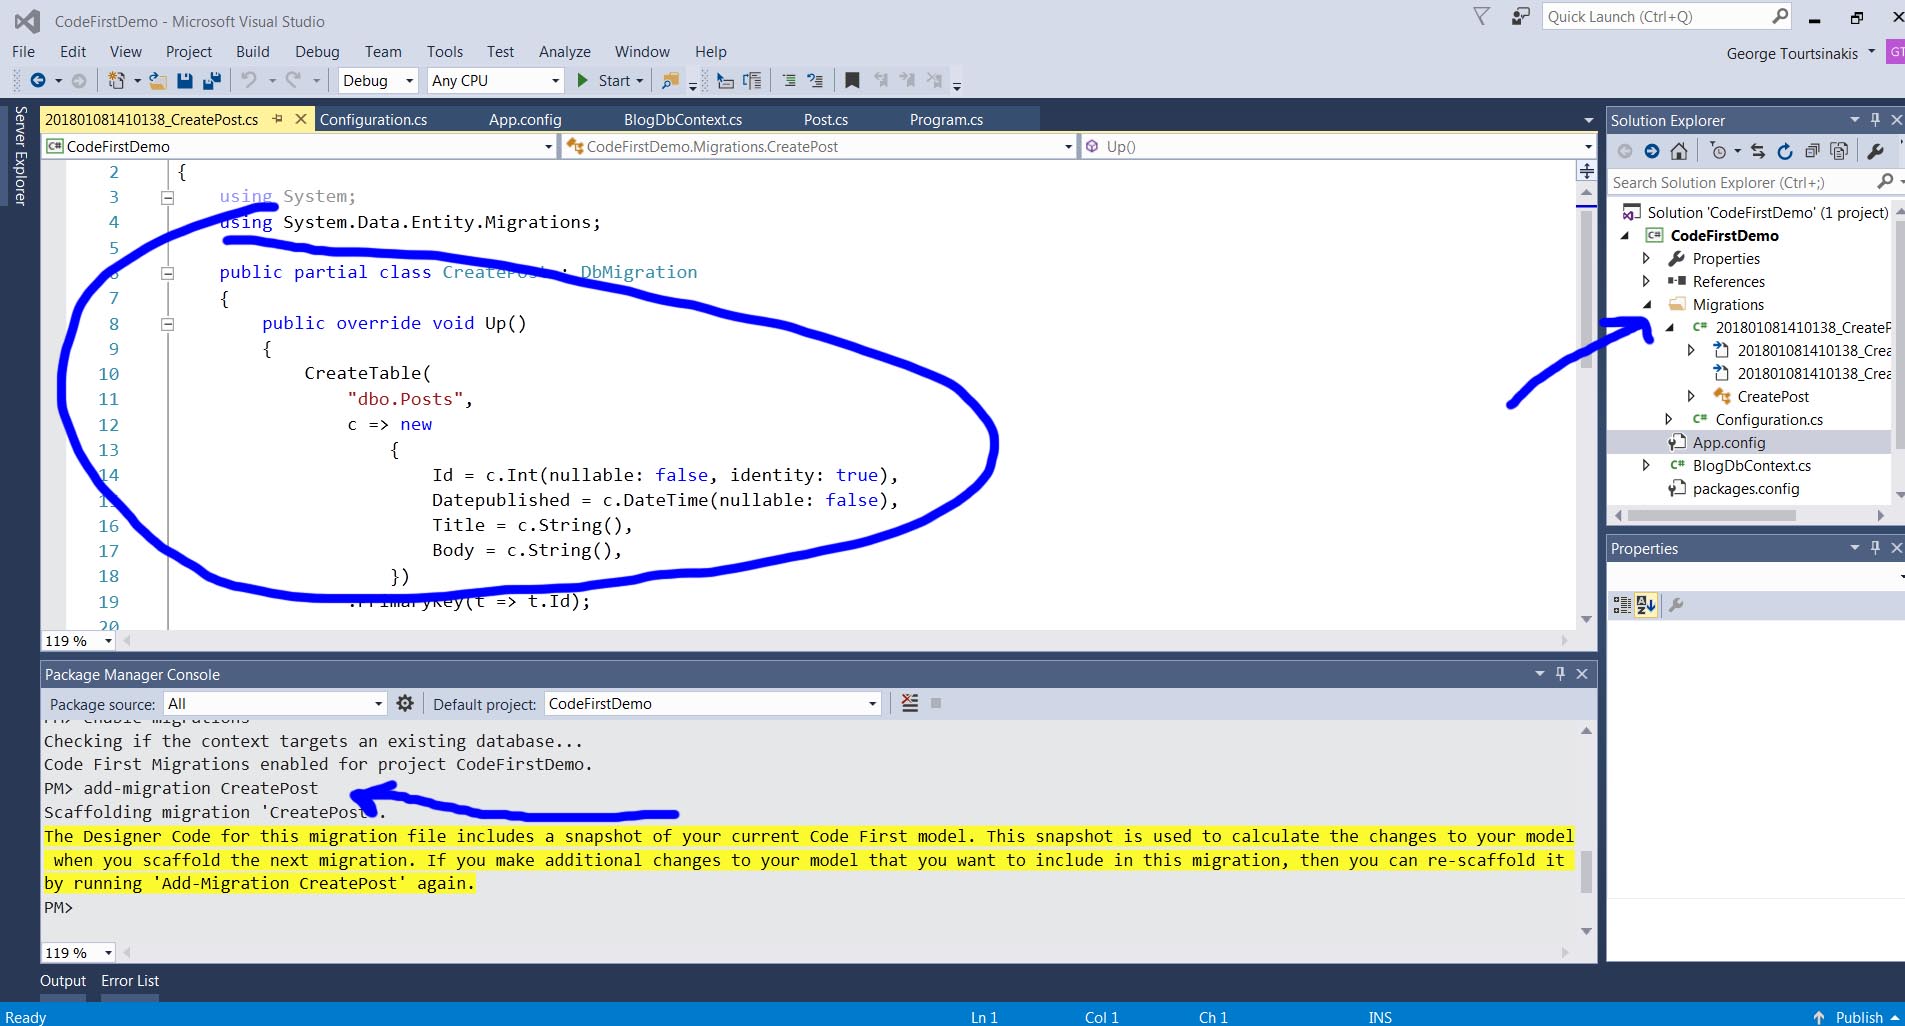 CodeFirstDemo - Microsoft Visual Studio
Quick Launch (Ctrl+Q)
File Edit View Project Build Debug Team Tools Test Analyze Window Help
George Tourtsinakis
GT
Debug Any CPU Start
Server Explorer
201801081410138_CreatePost.cs Configuration.cs App.config BlogDbContext.cs Post.cs Program.cs
C# CodeFirstDemo CodeFirstDemo.Migrations.CreatePost Up()
2 {
3 using System;
4 using System.Data.Entity.Migrations;
5
6 public partial class CreatePost : DbMigration
7 {
8 public override void Up()
9 {
10 CreateTable(
11 "dbo.Posts",
12 c => new
13 {
14 Id = c.Int(nullable: false, identity: true),
15 Datepublished = c.DateTime(nullable: false),
16 Title = c.String(),
17 Body = c.String(),
18 })
19 .PrimaryKey(t => t.Id);
20
119 %
Package Manager Console
Package source: All Default project: CodeFirstDemo
PM> enable-migrations
Checking if the context targets an existing database...
Code First Migrations enabled for project CodeFirstDemo.
PM> add-migration CreatePost
Scaffolding migration 'CreatePost'.
The Designer Code for this migration file includes a snapshot of your current Code First model. This snapshot is used to calculate the changes to your model
when you scaffold the next migration. If you make additional changes to your model that you want to include in this migration, then you can re-scaffold it
by running 'Add-Migration CreatePost' again.
PM>
119 %
Output Error List
Solution Explorer
Search Solution Explorer (Ctrl+;)
Solution 'CodeFirstDemo' (1 project)
C# CodeFirstDemo
Properties
References
Migrations
C# 201801081410138_CreateP
201801081410138_Crea
201801081410138_Crea
CreatePost
C# Configuration.cs
App.config
C# BlogDbContext.cs
packages.config
Properties
Ready Ln 1 Col 1 Ch 1 INS Publish